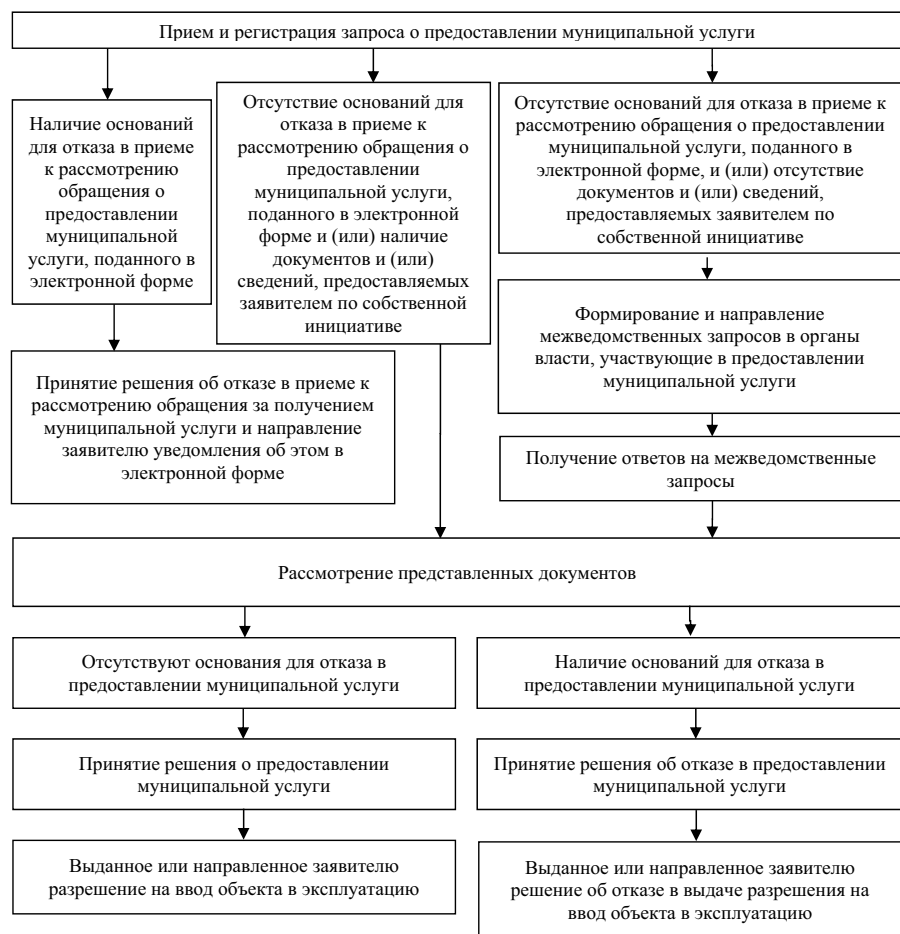 Прием и регистрация запроса о предоставлении муниципальной услуги
Наличие оснований
для отказа в приеме
к рассмотрению
обращения о
предоставлении
муниципальной
услуги, поданного в
электронной форме
Отсутствие оснований для
отказа в приеме к
рассмотрению обращения о
предоставлении
муниципальной услуги,
поданного в электронной
форме и (или) наличие
документов и (или)
сведений, предоставляемых
заявителем по собственной
инициативе
Отсутствие оснований для отказа в приеме к
рассмотрению обращения о предоставлении
муниципальной услуги, поданного в
электронной форме, и (или) отсутствие
документов и (или) сведений,
предоставляемых заявителем по
собственной инициативе
Формирование и направление
межведомственных запросов в органы
власти, участвующие в предоставлении
муниципальной услуги
Принятие решения об отказе в приеме к
рассмотрению обращения за получением
муниципальной услуги и направление
заявителю уведомления об этом в
электронной форме
Получение ответов на межведомственные
запросы
Рассмотрение представленных документов
Отсутствуют основания для отказа в
предоставлении муниципальной услуги
Наличие оснований для отказа в
предоставлении муниципальной услуги
Принятие решения о предоставлении
муниципальной услуги
Принятие решения об отказе в предоставлении
муниципальной услуги
Выданное или направленное заявителю
разрешение на ввод объекта в эксплуатацию
Выданное или направленное заявителю
решение об отказе в выдаче разрешения на
ввод объекта в эксплуатацию